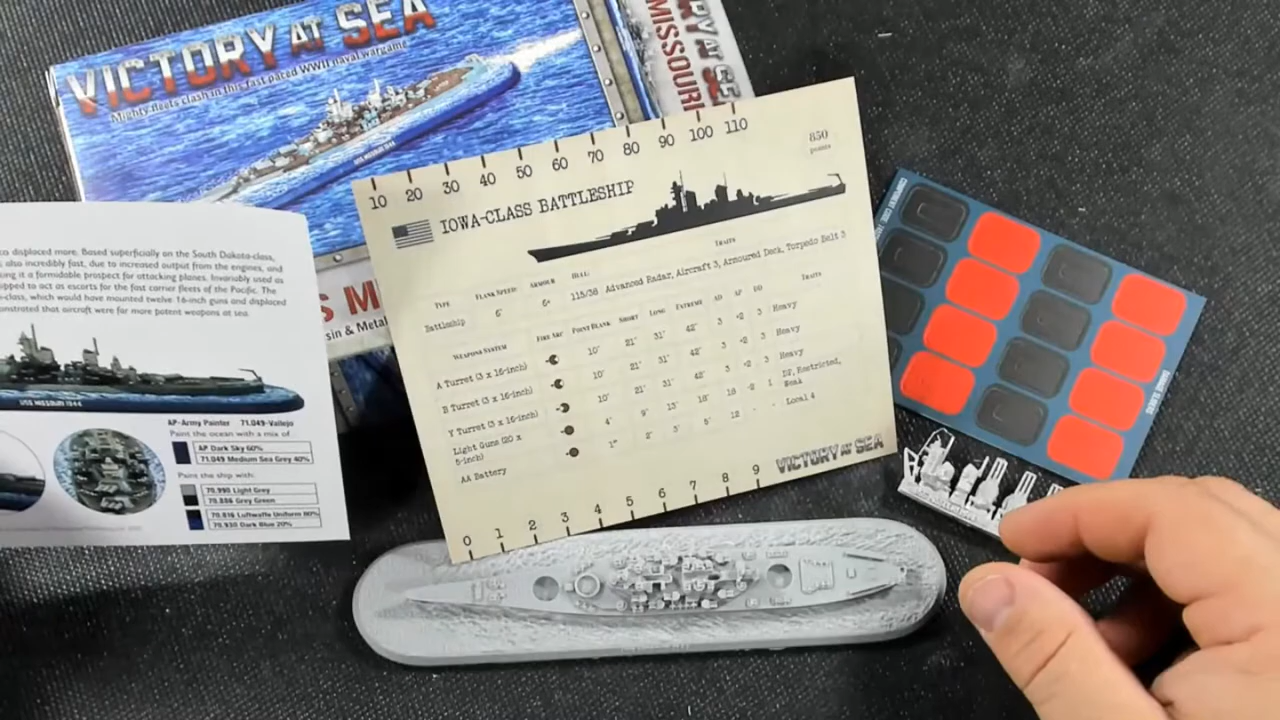 VICTORY AT SEA
Mighty fleets clash in this fast paced WWII naval wargame
USS MISSOURI 1944
VICTORY AT SEA
MISSOURI
S M
sin & Metal
displaced more. Based superficially on the South Dakota-class,
also incredibly fast, due to increased output from the engines, and
it a formidable prospect for attacking planes. Invariably used as
to act as escorts for the fast carrier fleets of the Pacific. The
-class, which would have mounted twelve 16-inch guns and displaced
that aircraft were far more potent weapons at sea.
USS MISSOURI 1944
AP-Army Painter 71.049-Vallejo
Paint the ocean with a mix of
AP Dark Sky 60%
71.049 Medium Sea Grey 40%
Paint the ship with:
70.990 Light Grey
70.886 Grey Green
70.816 Luftwaffe Uniform 80%
70.930 Dark Blue 20%
10 20 30 40 50 60 70 80 90 100 110
850
points
IOWA-CLASS BATTLESHIP
TYPE FLANK SPEED ARMOUR HULL TRAITS
Battleship 6" 6+ 115/38 Advanced Radar, Aircraft 3, Armoured Deck, Torpedo Belt 3
WEAPONS SYSTEM FIRE ARC POINT BLANK SHORT LONG EXTREME AD AP DD TRAITS
A Turret (3 x 16-inch) 10" 21" 31" 42" 3 +2 3 Heavy
B Turret (3 x 16-inch) 10" 21" 31" 42" 3 +2 3 Heavy
Y Turret (3 x 16-inch) 10" 21" 31" 42" 3 +2 3 Heavy
Light Guns (20 x 5-inch) 4" 9" 13" 18" 16 -2 1 DP, Restricted, Weak
AA Battery 1" 2" 3" 5" 12 - - Local 4
VICTORY AT SEA
0 1 2 3 4 5 6 7 8 9